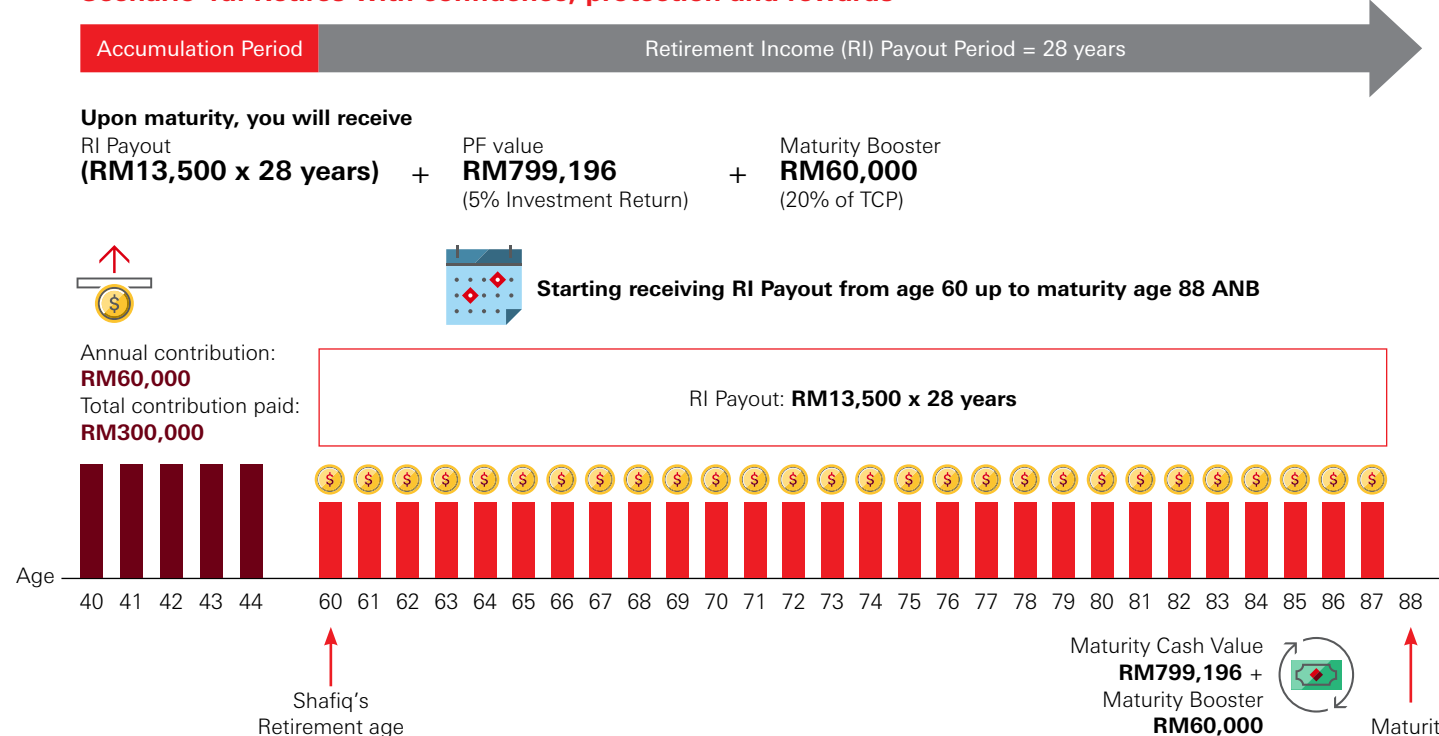 Accumulation Period
Retirement Income (RI) Payout Period = 28 years
Upon maturity, you will receive
RI Payout
(RM13,500 x 28 years)
+
PF value
RM799,196
(5% Investment Return)
+
Maturity Booster
RM60,000
(20% of TCP)
$
Starting receiving RI Payout from age 60 up to maturity age 88 ANB
Annual contribution:
RM60,000
Total contribution paid:
RM300,000
RI Payout: RM13,500 x 28 years
$ $ $ $ $ $ $ $ $ $ $ $ $ $ $ $ $ $ $ $ $ $ $ $ $ $ $ $
Age
40 41 42 43 44 60 61 62 63 64 65 66 67 68 69 70 71 72 73 74 75 76 77 78 79 80 81 82 83 84 85 86 87 88
Shafiq's
Retirement age
Maturity Cash Value
RM799,196 +
Maturity Booster
RM60,000
Maturit